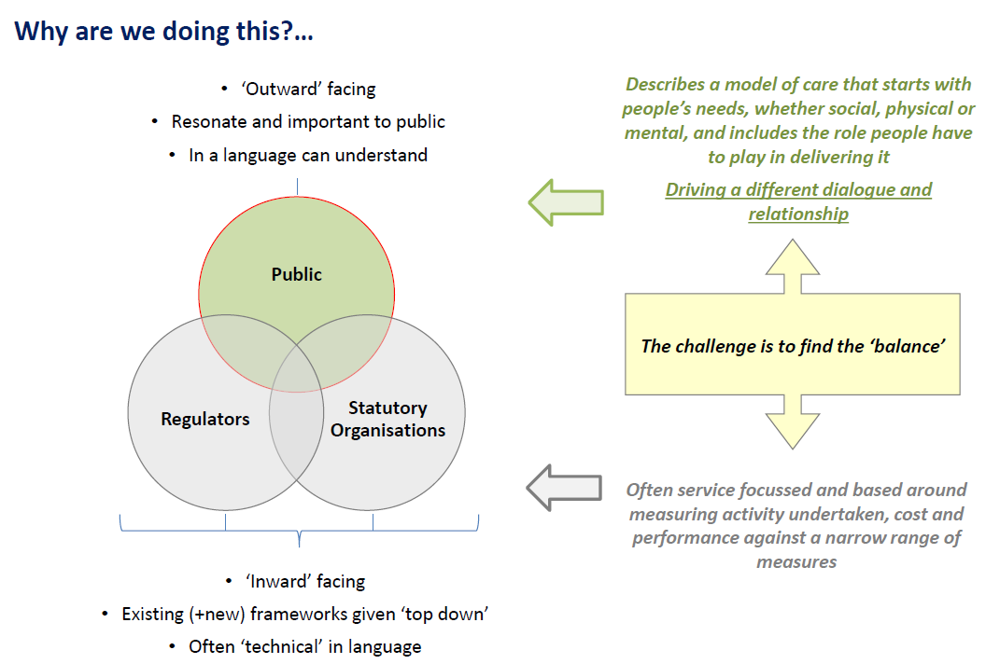 Why are we doing this?...
• ‘Outward’ facing
• Resonate and important to public
• In a language can understand
Public
Regulators
Statutory
Organisations
• ‘Inward’ facing
• Existing (+new) frameworks given ‘top down’
• Often ‘technical’ in language
Describes a model of care that starts with
people’s needs, whether social, physical or
mental, and includes the role people have
to play in delivering it
Driving a different dialogue and
relationship
The challenge is to find the ‘balance’
Often service focussed and based around
measuring activity undertaken, cost and
performance against a narrow range of
measures